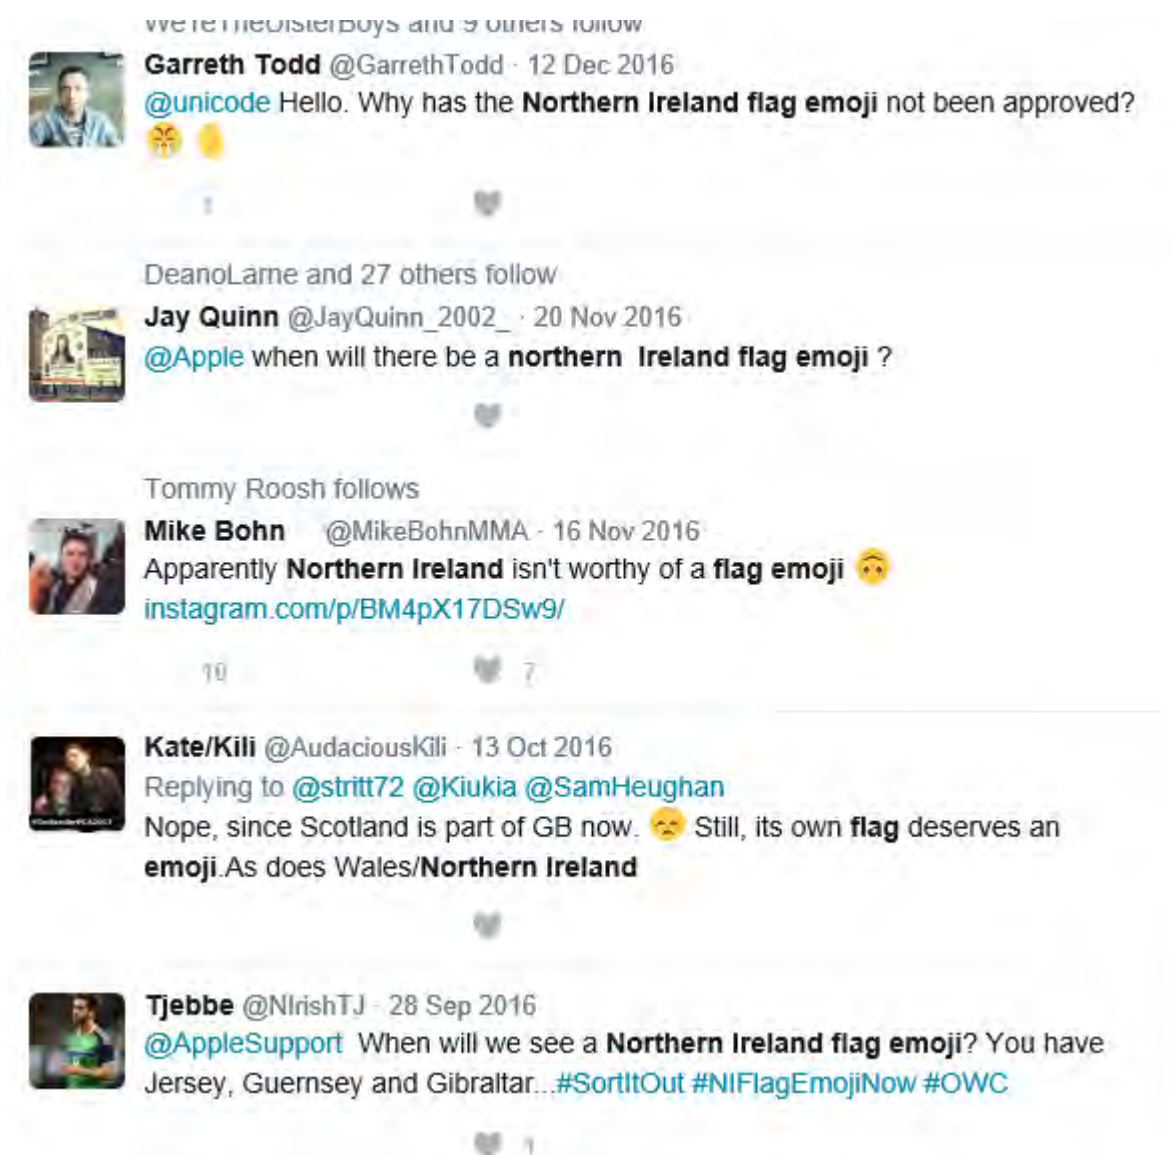 WeTeTheUlsterBoys and 9 others follow
Garreth Todd @GarrethTodd · 12 Dec 2016
@unicode Hello. Why has the Northern Ireland flag emoji not been approved?
😤 ✋
1
DeanoLarne and 27 others follow
Jay Quinn @JayQuinn_2002_ · 20 Nov 2016
@Apple when will there be a northern Ireland flag emoji ?
Tommy Roosh follows
Mike Bohn @MikeBohnMMA · 16 Nov 2016
Apparently Northern Ireland isn't worthy of a flag emoji 🙃
instagram.com/p/BM4pX17DSw9/
10 7
Kate/Kili @AudaciousKili · 13 Oct 2016
Replying to @stritt72 @Kiukia @SamHeughan
Nope, since Scotland is part of GB now. 😞 Still, its own flag deserves an
emoji.As does Wales/Northern Ireland
Tjebbe @NIrishTJ · 28 Sep 2016
@AppleSupport When will we see a Northern Ireland flag emoji? You have
Jersey, Guernsey and Gibraltar...#SortItOut #NIFlagEmojiNow #OWC
1